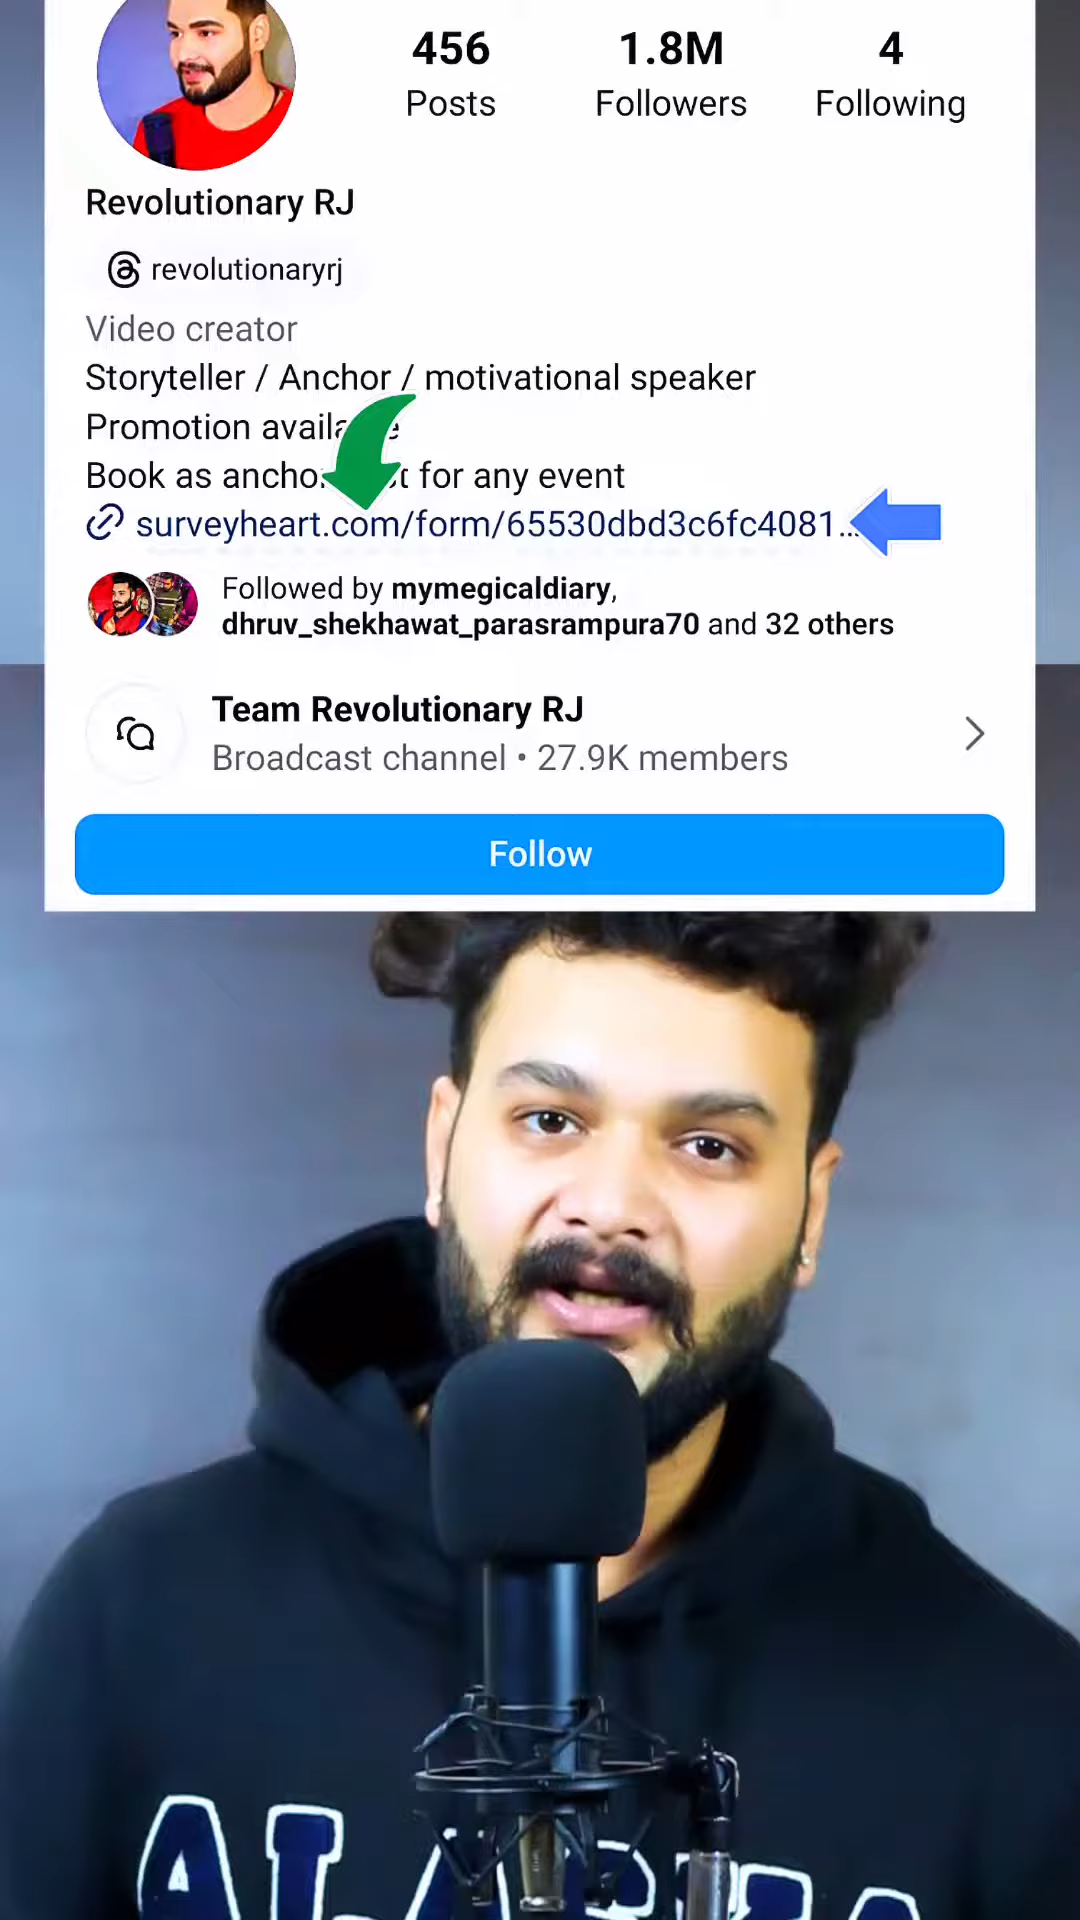 456 1.8M 4
Posts Followers Following
Revolutionary RJ
revolutionaryrj
Video creator
Storyteller / Anchor / motivational speaker
Promotion
Book as for any event
surveyheart.com/form/65530dbd3c6fc4081...
Followed by mymegicaldiary,
dhruv_shekhawat_parasrampura70 and 32 others
Team Revolutionary RJ
Broadcast channel • 27.9K members
Follow